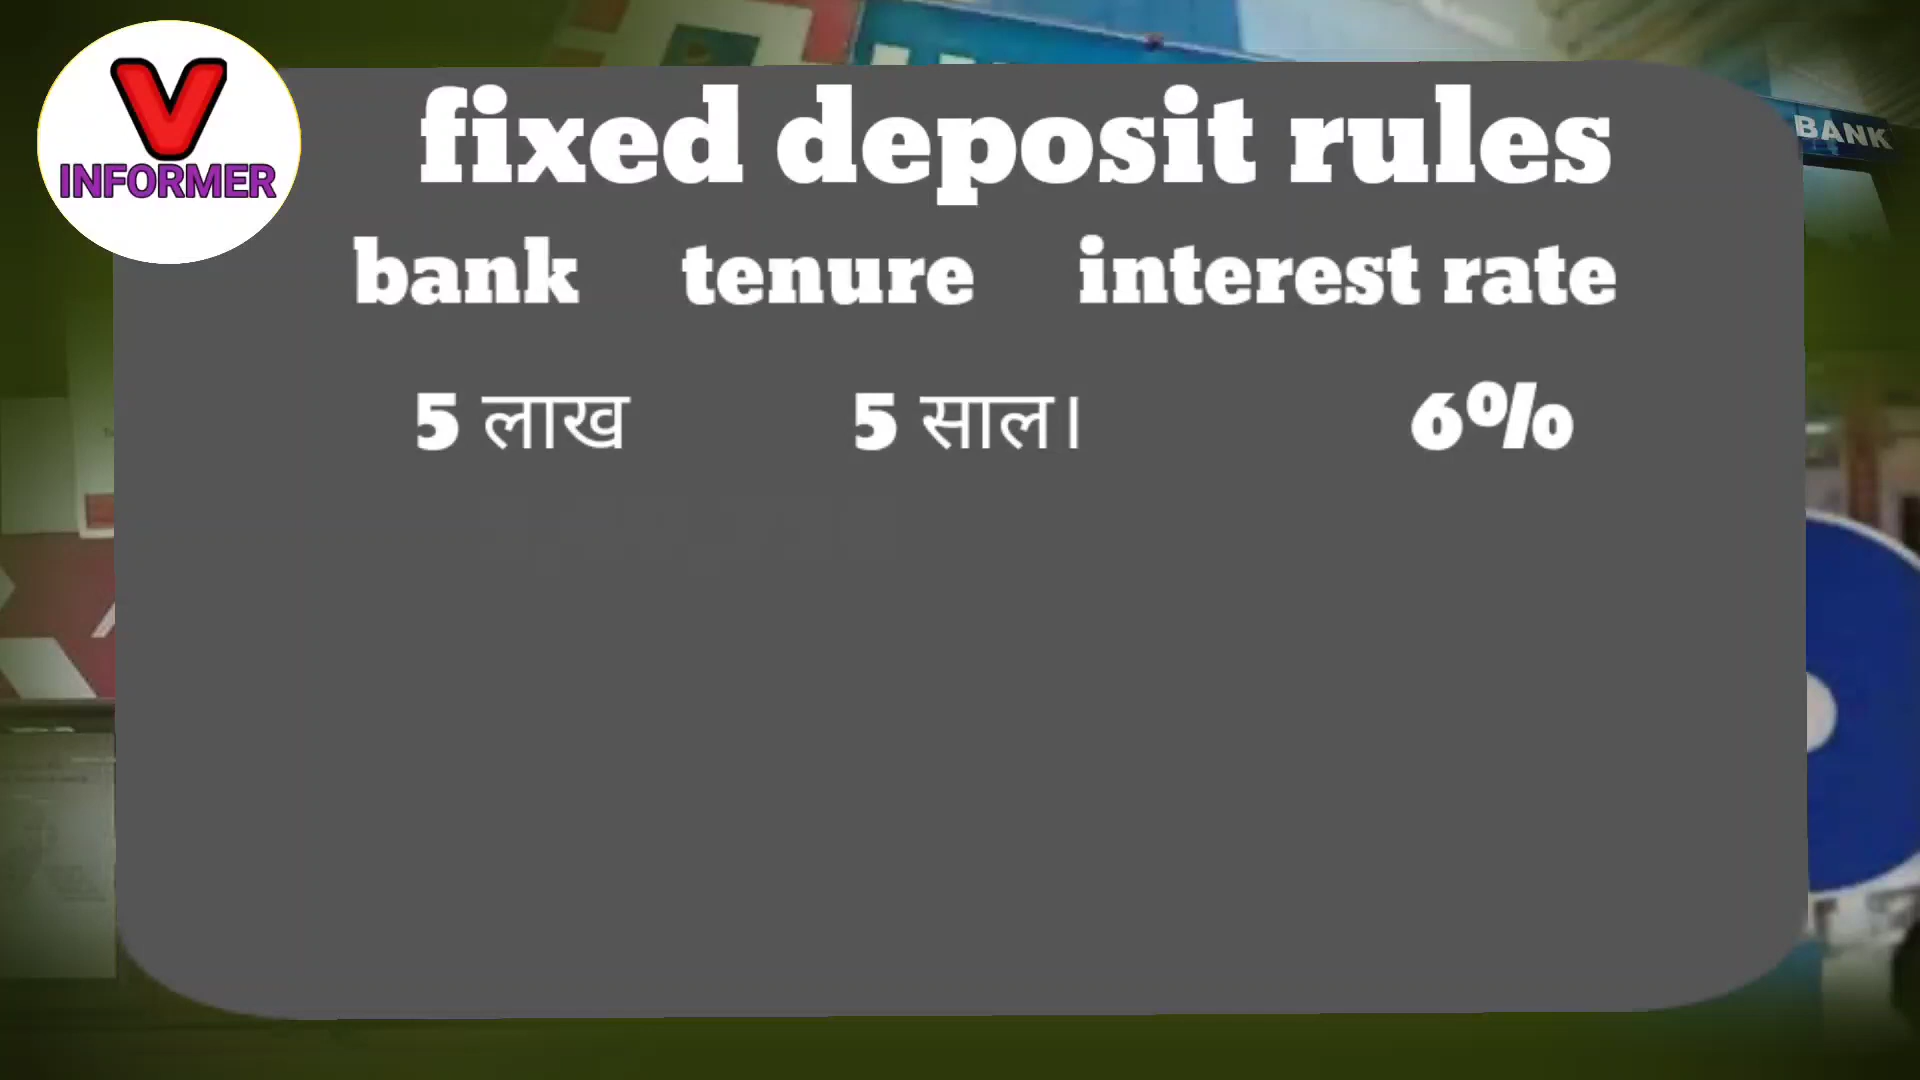 V
INFORMER
fixed deposit rules
BANK
bank tenure interest rate
5 लाख 5 साल। 6%